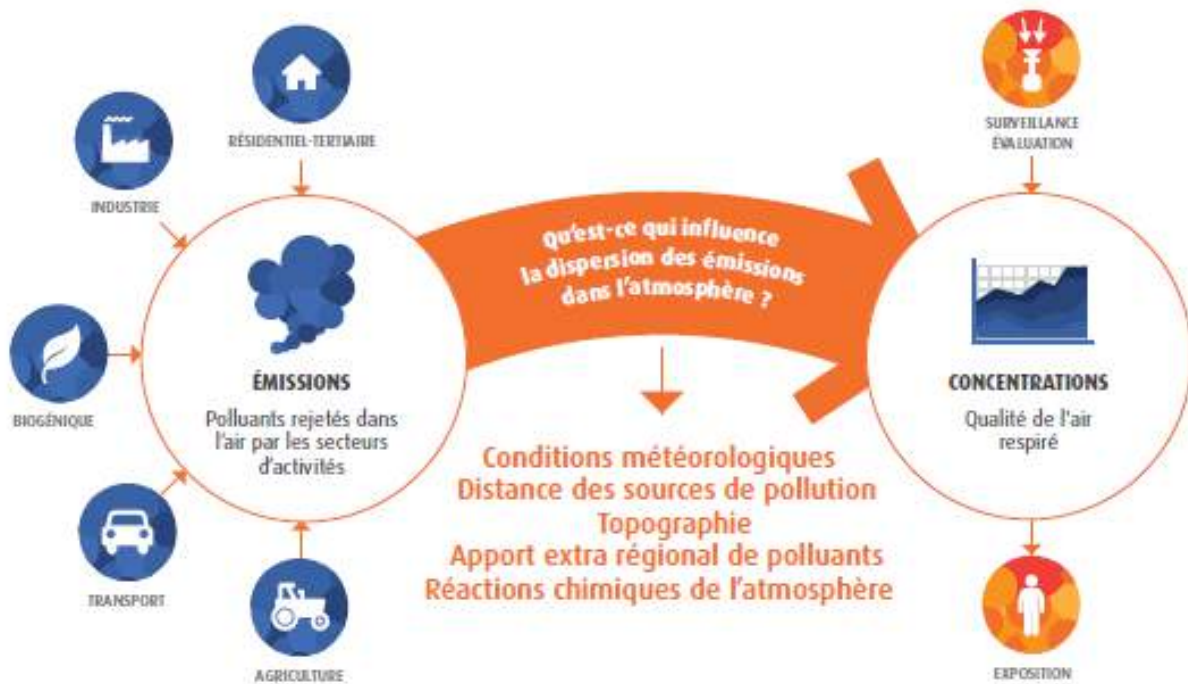 RÉSIDENTIEL-TERTIAIRE
INDUSTRIE
BIOGÉNIQUE
TRANSPORT
AGRICULTURE
ÉMISSIONS
Polluants rejetés dans
l'air par les secteurs
d'activités
Qu'est-ce qui influence
la dispersion des émissions
dans l'atmosphère ?
Conditions météorologiques
Distance des sources de pollution
Topographie
Apport extra régional de polluants
Réactions chimiques de l'atmosphère
SURVEILLANCE
ÉVALUATION
CONCENTRATIONS
Qualité de l'air
respiré
EXPOSITION